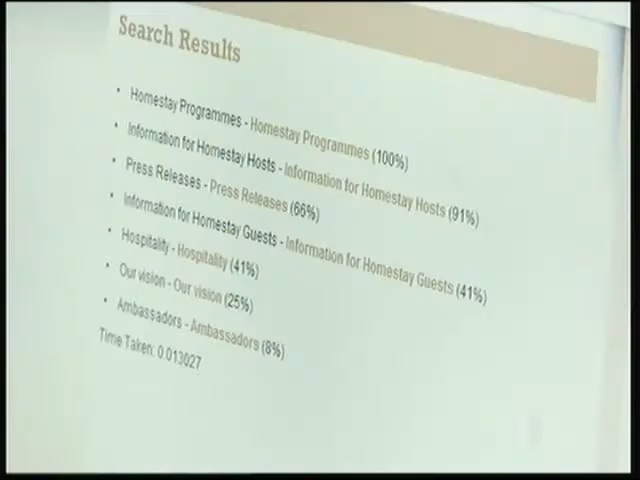 Search Results
• Homestay Programmes - Homestay Programmes (100%)
• Information for Homestay Hosts - Information for Homestay Hosts (91%)
• Press Releases - Press Releases (66%)
• Information for Homestay Guests - Information for Homestay Guests (41%)
• Hospitality - Hospitality (41%)
• Our vision - Our vision (25%)
• Ambassadors - Ambassadors (8%)
Time Taken: 0.013027